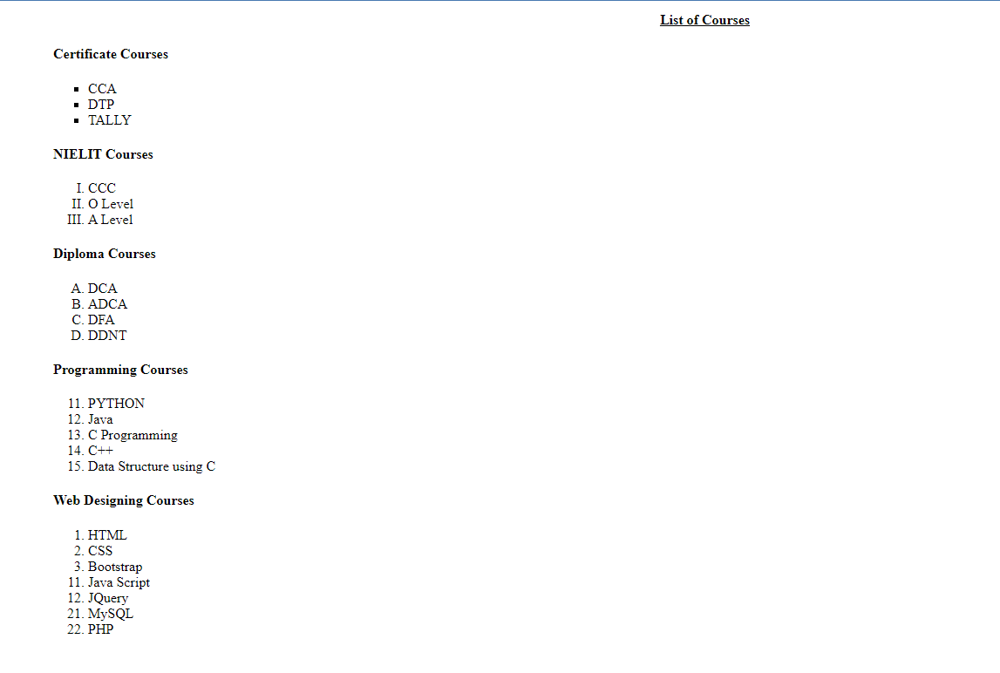 List of Courses
Certificate Courses
▪ CCA
▪ DTP
▪ TALLY
NIELIT Courses
I. CCC
II. O Level
III. A Level
Diploma Courses
A. DCA
B. ADCA
C. DFA
D. DDNT
Programming Courses
11. PYTHON
12. Java
13. C Programming
14. C++
15. Data Structure using C
Web Designing Courses
1. HTML
2. CSS
3. Bootstrap
11. Java Script
12. JQuery
21. MySQL
22. PHP